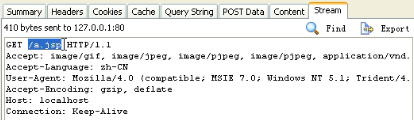 Summary Headers Cookies Cache Query String POST Data Content Stream
410 bytes sent to 127.0.0.1:80 Find Export
GET /a.jsp HTTP/1.1
Accept: image/gif, image/jpeg, image/pjpeg, image/pjpeg, application/vnd.
Accept-Language: zh-CN
User-Agent: Mozilla/4.0 (compatible; MSIE 7.0; Windows NT 5.1; Trident/4.
Accept-Encoding: gzip, deflate
Host: localhost
Connection: Keep-Alive